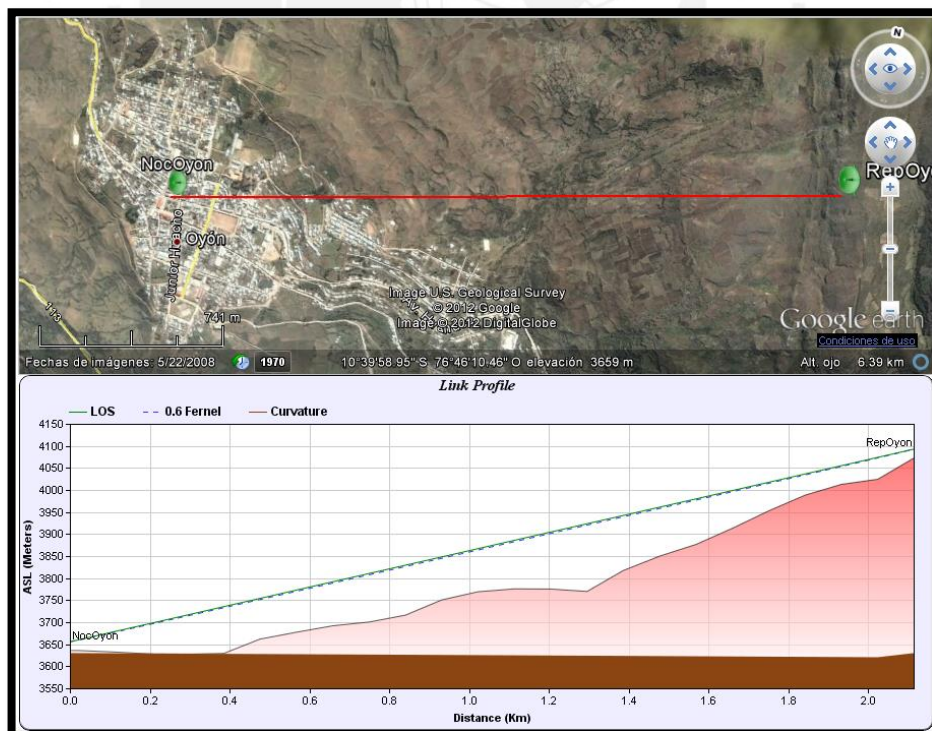 N
NocOyon
RepOyo
Oyón
Junior Huacho
113
741 m
Image U.S. Geological Survey
© 2012 Google
Image © 2012 DigitalGlobe
Google earth
Condiciones de uso
Fechas de imágenes: 5/22/2008
1970
10°39'58.95"S 76°46'10.46" O elevación 3659 m
Alt. ojo 6.39 km
Link Profile
LOS 0.6 Fernel Curvature
ASL (Meters)
4150
4100
4050
4000
3950
3900
3850
3800
3750
3700
3650
3600
3550
NocOyon
RepOyon
0.0 0.2 0.4 0.6 0.8 1.0 1.2 1.4 1.6 1.8 2.0
Distance (Km)